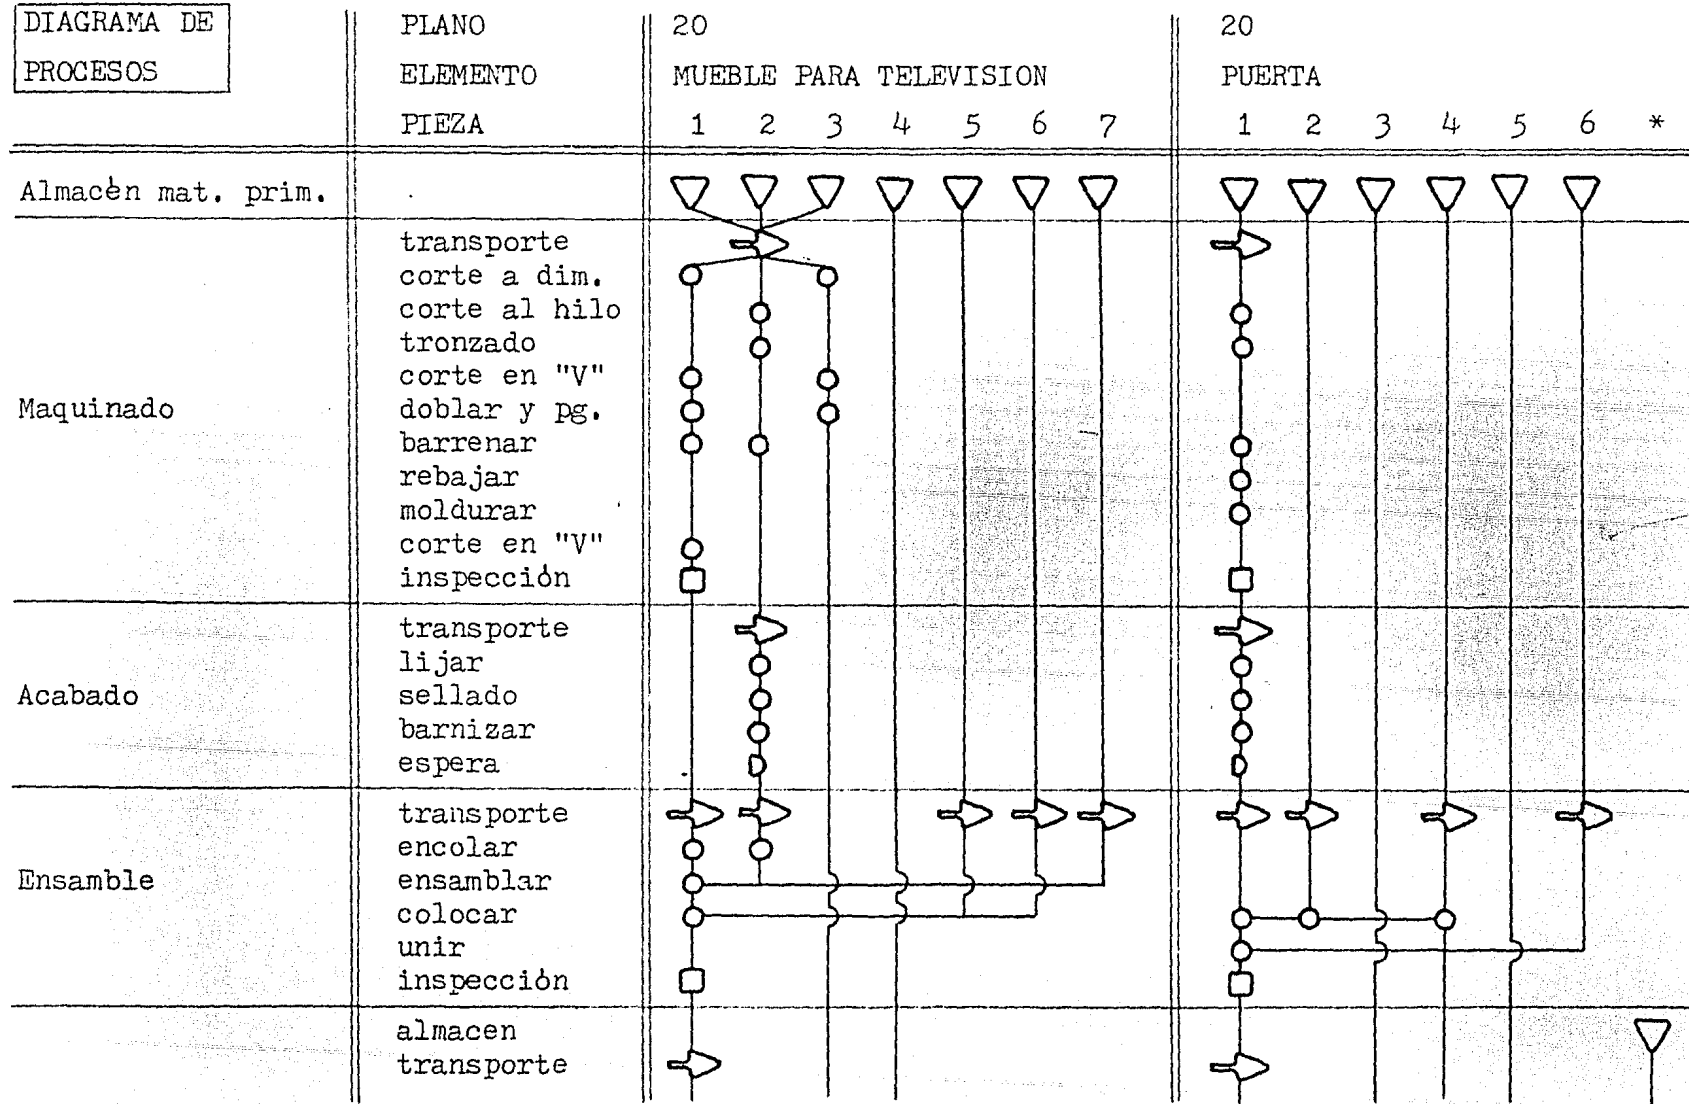 DIAGRAMA DE PLANO 20 20
PROCESOS ELEMENTO MUEBLE PARA TELEVISION PUERTA
PIEZA 1 2 3 4 5 6 7 1 2 3 4 5 6 *
Almacén mat. prim.
transporte
corte a dim.
corte al hilo
tronzado
corte en "V"
Maquinado doblar y pg.
barrenar
rebajar
moldurar
corte en "V"
inspección
transporte
lijar
Acabado sellado
barnizar
espera
transporte
encolar
Ensamble ensamblar
colocar
unir
inspección
almacen
transporte